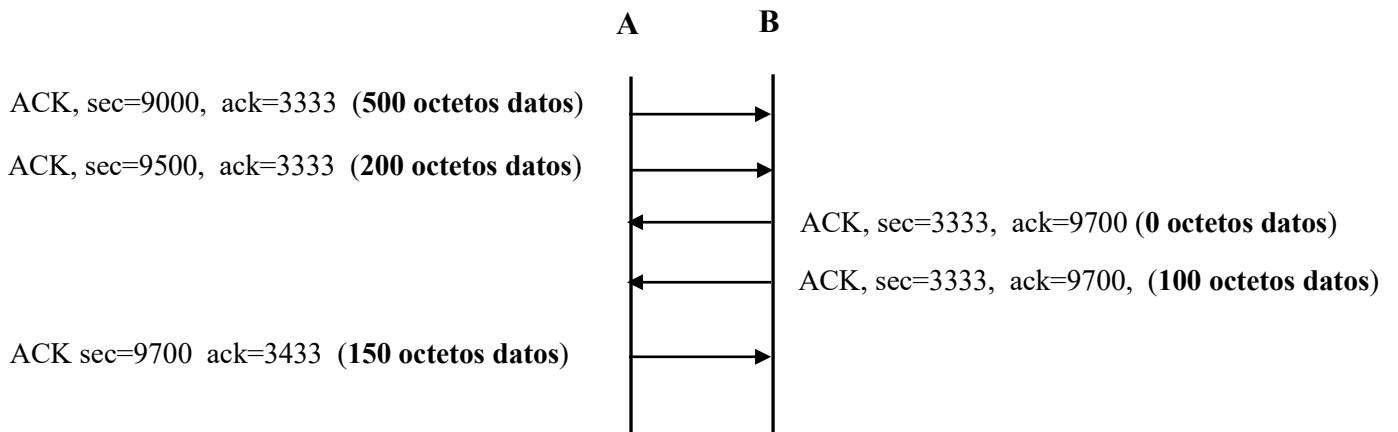 A B
ACK, sec=9000, ack=3333 (500 octetos datos)
ACK, sec=9500, ack=3333 (200 octetos datos)
ACK, sec=3333, ack=9700 (0 octetos datos)
ACK, sec=3333, ack=9700, (100 octetos datos)
ACK sec=9700 ack=3433 (150 octetos datos)